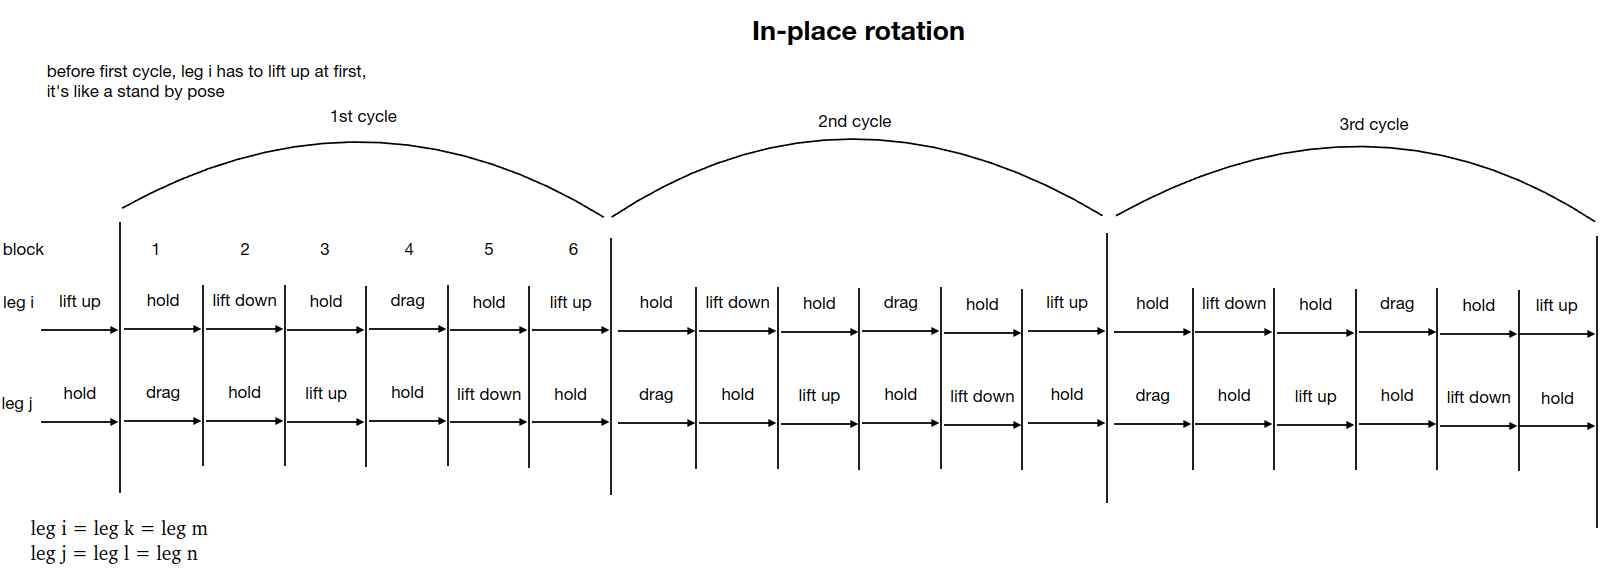 In-place rotation
before first cycle, leg i has to lift up at first,
it's like a stand by pose
1st cycle
2nd cycle
3rd cycle
block 1 2 3 4 5 6
leg i lift up hold lift down hold drag hold lift up hold lift down hold drag hold lift up hold lift down hold drag hold lift up
leg j hold drag hold lift up hold lift down hold drag hold lift up hold lift down hold drag hold lift up hold lift down hold
leg i = leg k = leg m
leg j = leg l = leg n